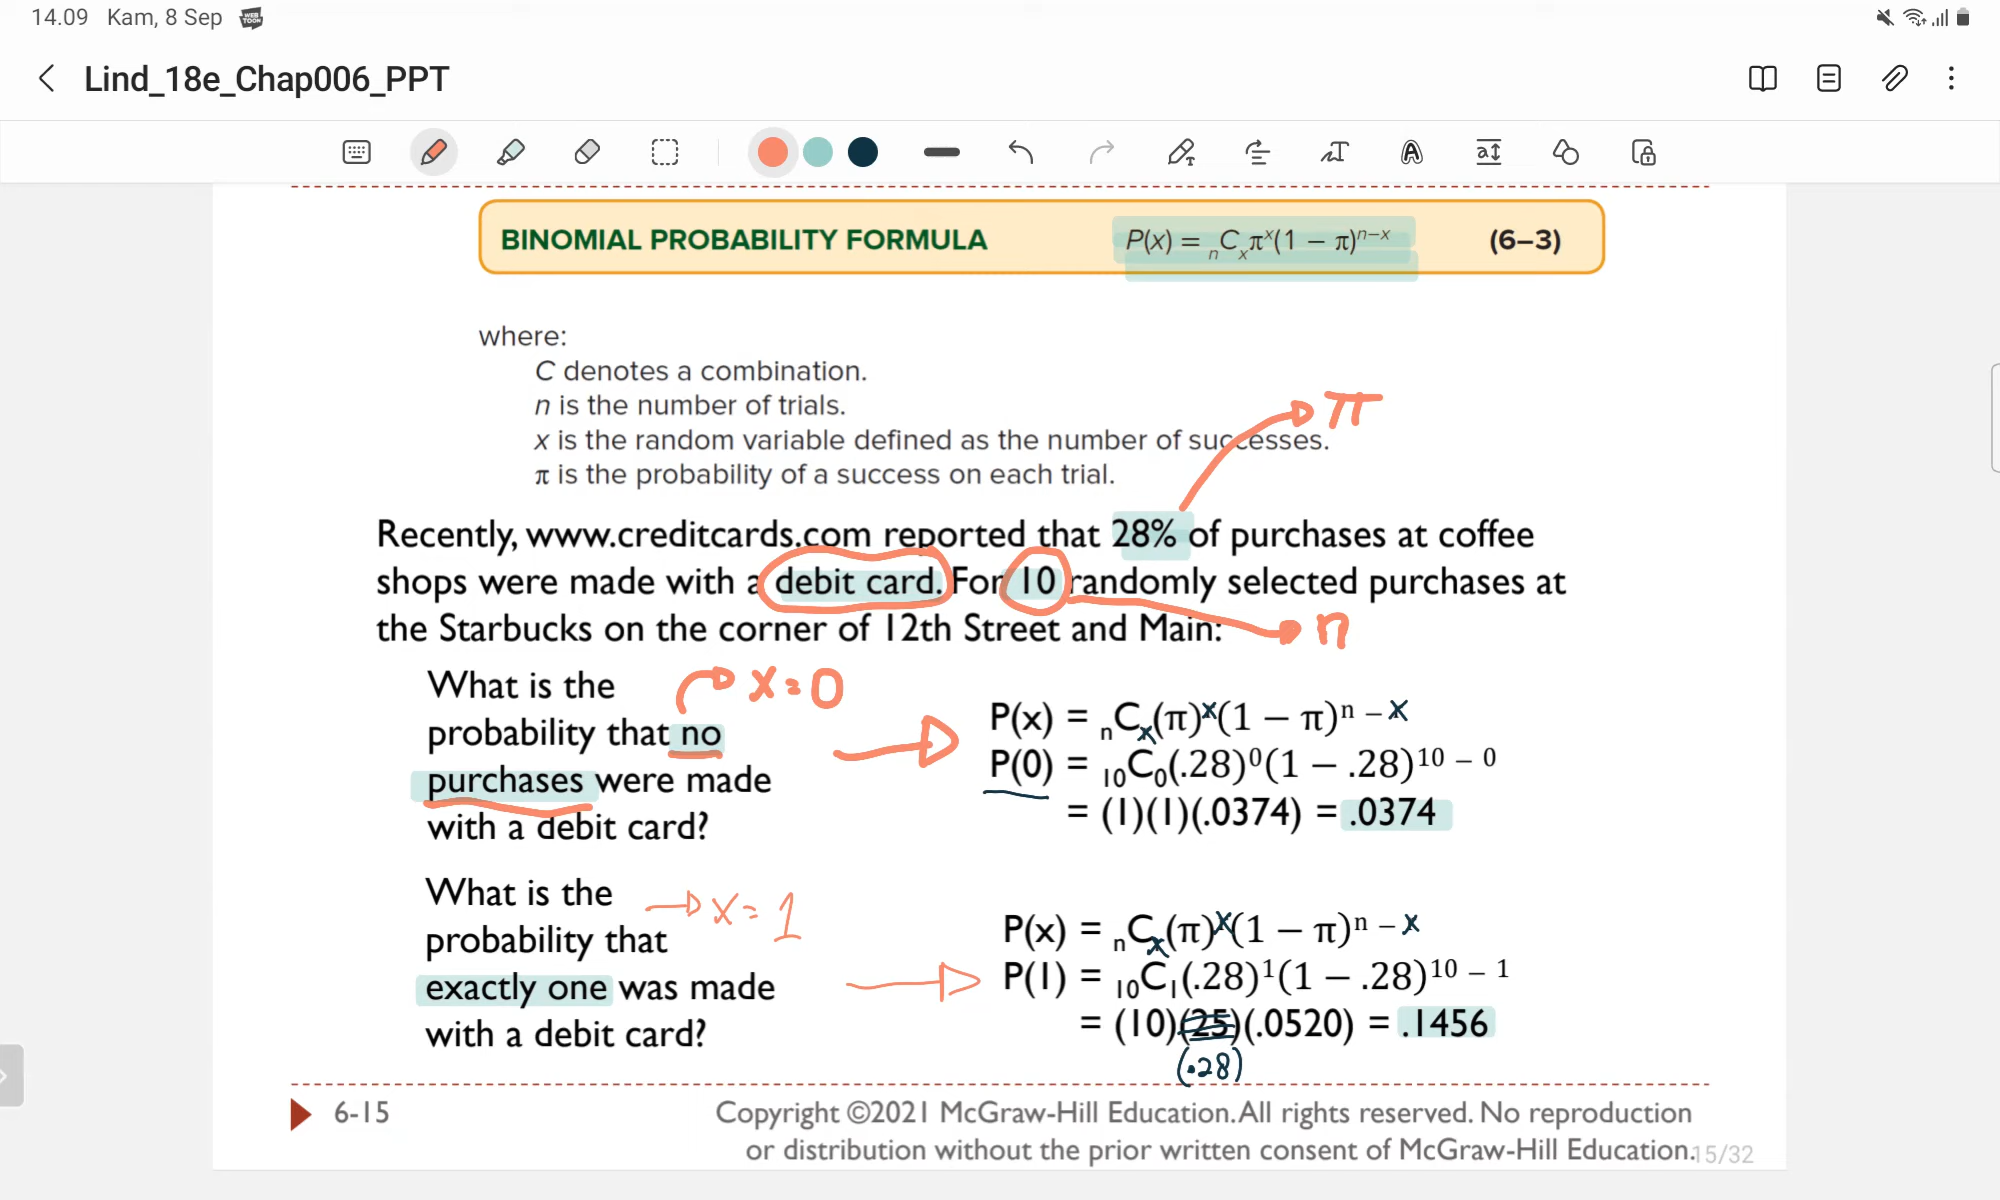 14.09 Kam, 8 Sep WEB TOON
Lind_18e_Chap006_PPT
BINOMIAL PROBABILITY FORMULA P(x) = nCxπˣ(1 − π)ⁿ⁻ˣ (6–3)
where:
C denotes a combination.
n is the number of trials.
x is the random variable defined as the number of successes.
π is the probability of a success on each trial.
π
Recently, www.creditcards.com reported that 28% of purchases at coffee
shops were made with a debit card. For 10 randomly selected purchases at
the Starbucks on the corner of 12th Street and Main:
n
What is the
probability that no
purchases were made
with a debit card?
x = 0
P(x) = nCx(π)ˣ(1 − π)ⁿ ⁻ ˣ
P(0) = ₁₀C₀(.28)⁰(1 − .28)¹⁰ ⁻ ⁰
= (1)(1)(.0374) = .0374
What is the
probability that
exactly one was made
with a debit card?
x = 1
P(x) = nCx(π)ˣ(1 − π)ⁿ ⁻ ˣ
P(1) = ₁₀C₁(.28)¹(1 − .28)¹⁰ ⁻ ¹
= (10)(25)(.0520) = .1456
(.28)
6-15
Copyright ©2021 McGraw-Hill Education. All rights reserved. No reproduction
or distribution without the prior written consent of McGraw-Hill Education.
15/32